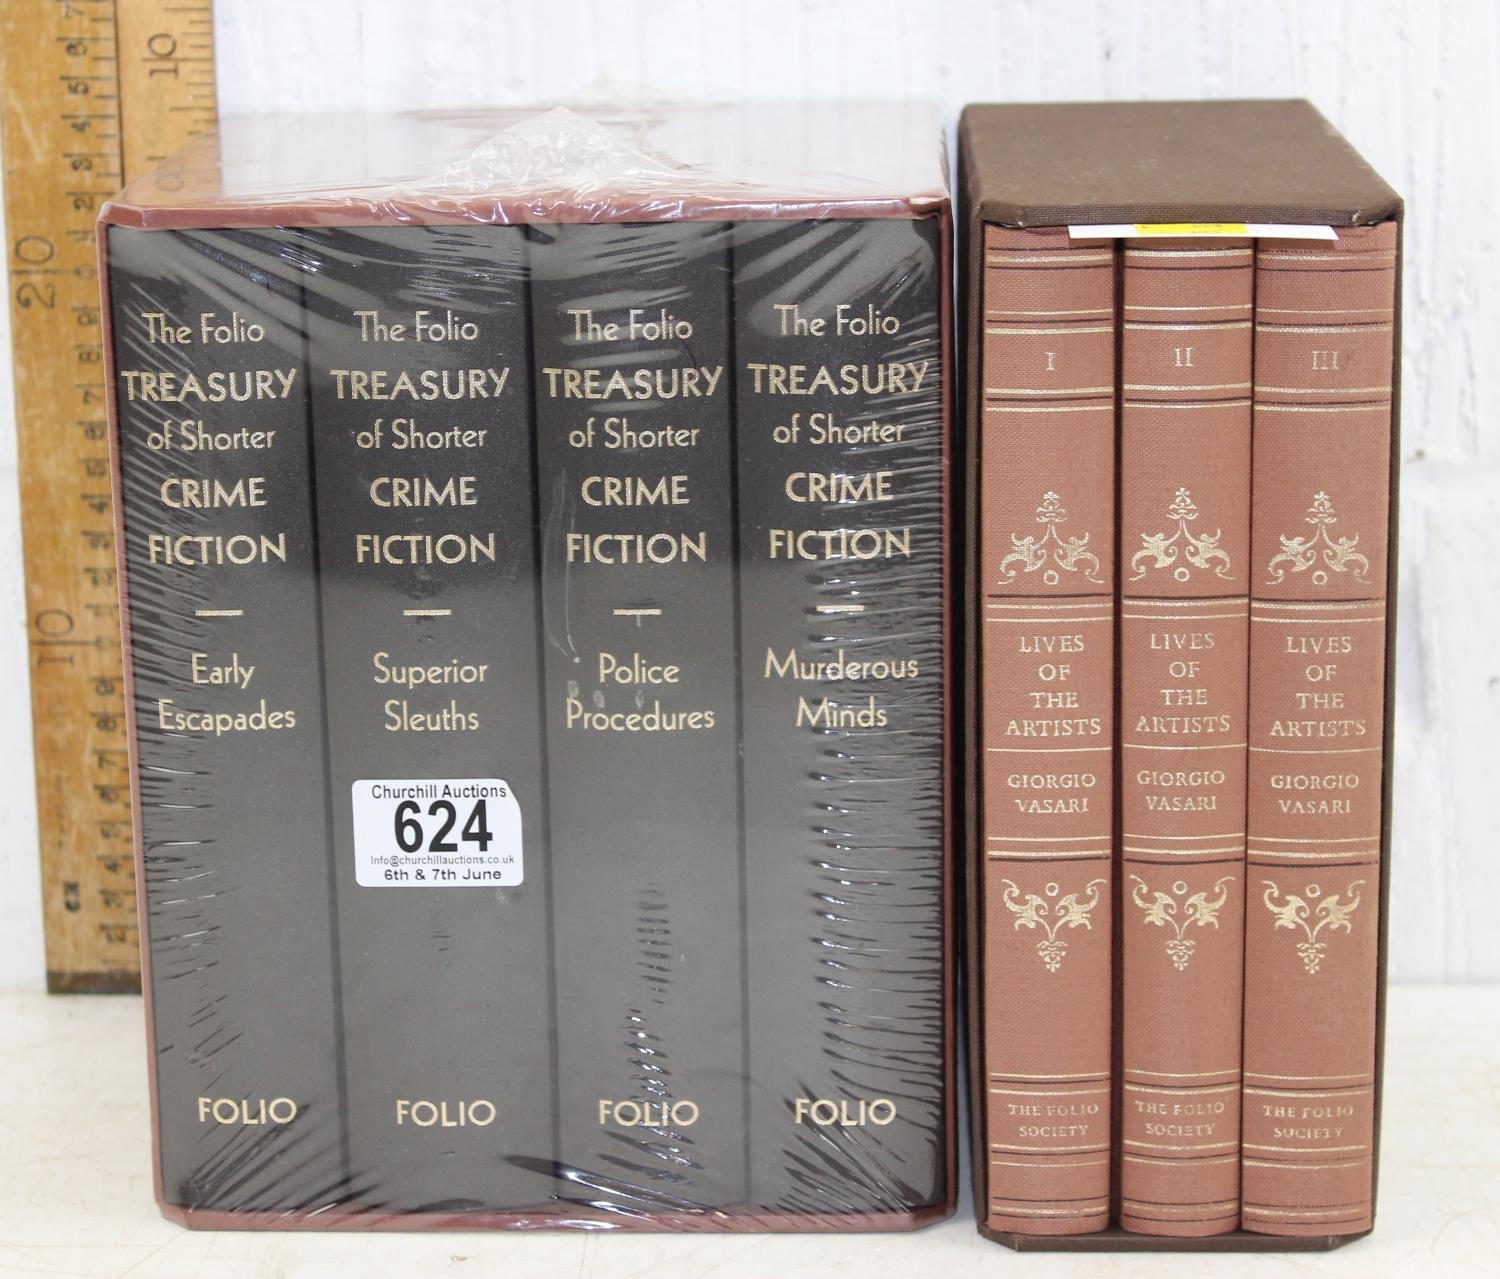 The Folio
TREASURY
of Shorter
CRIME
FICTION
Early
Escapades
FOLIO
The Folio
TREASURY
of Shorter
CRIME
FICTION
Superior
Sleuths
Churchill Auctions
624
Info@churchillauctions.co.uk
6th & 7th June
FOLIO
The Folio
TREASURY
of Shorter
CRIME
FICTION
Police
Procedures
FOLIO
The Folio
TREASURY
of Shorter
CRIME
FICTION
Murderous
Minds
FOLIO
I
LIVES
OF
THE
ARTISTS
GIORGIO
VASARI
THE FOLIO
SOCIETY
II
LIVES
OF
THE
ARTISTS
GIORGIO
VASARI
THE FOLIO
SOCIETY
III
LIVES
OF
THE
ARTISTS
GIORGIO
VASARI
THE FOLIO
SOCIETY
20
10
10